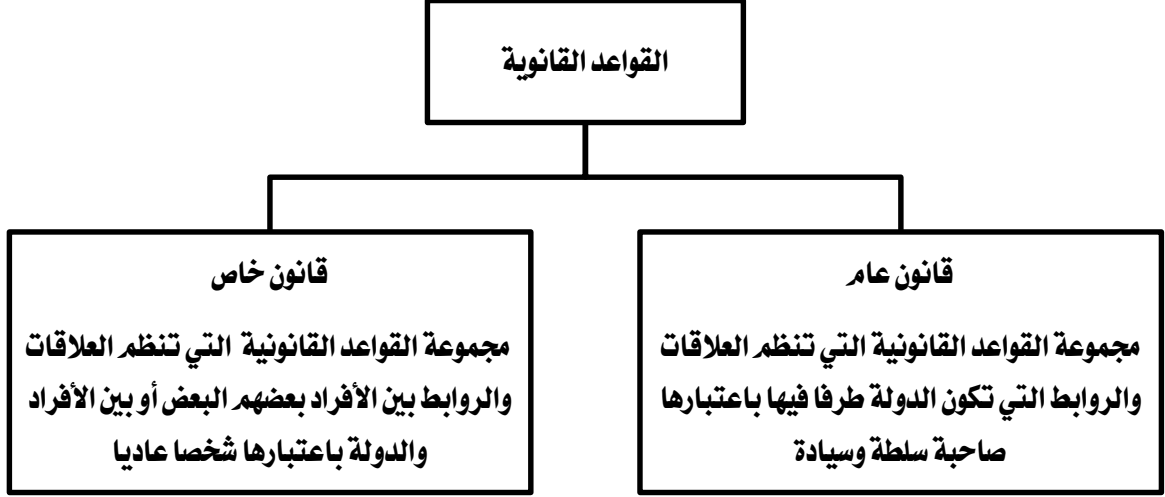 القواعد القانوية
قانون عام
مجموعة القواعد القانونية التي تنظم العلاقات
والروابط التي تكون الدولة طرفا فيها باعتبارها
صاحبة سلطة وسيادة
قانون خاص
مجموعة القواعد القانونية التي تنظم العلاقات
والروابط بين الأفراد بعضهم البعض أو بين الأفراد
والدولة باعتبارها شخصا عاديا